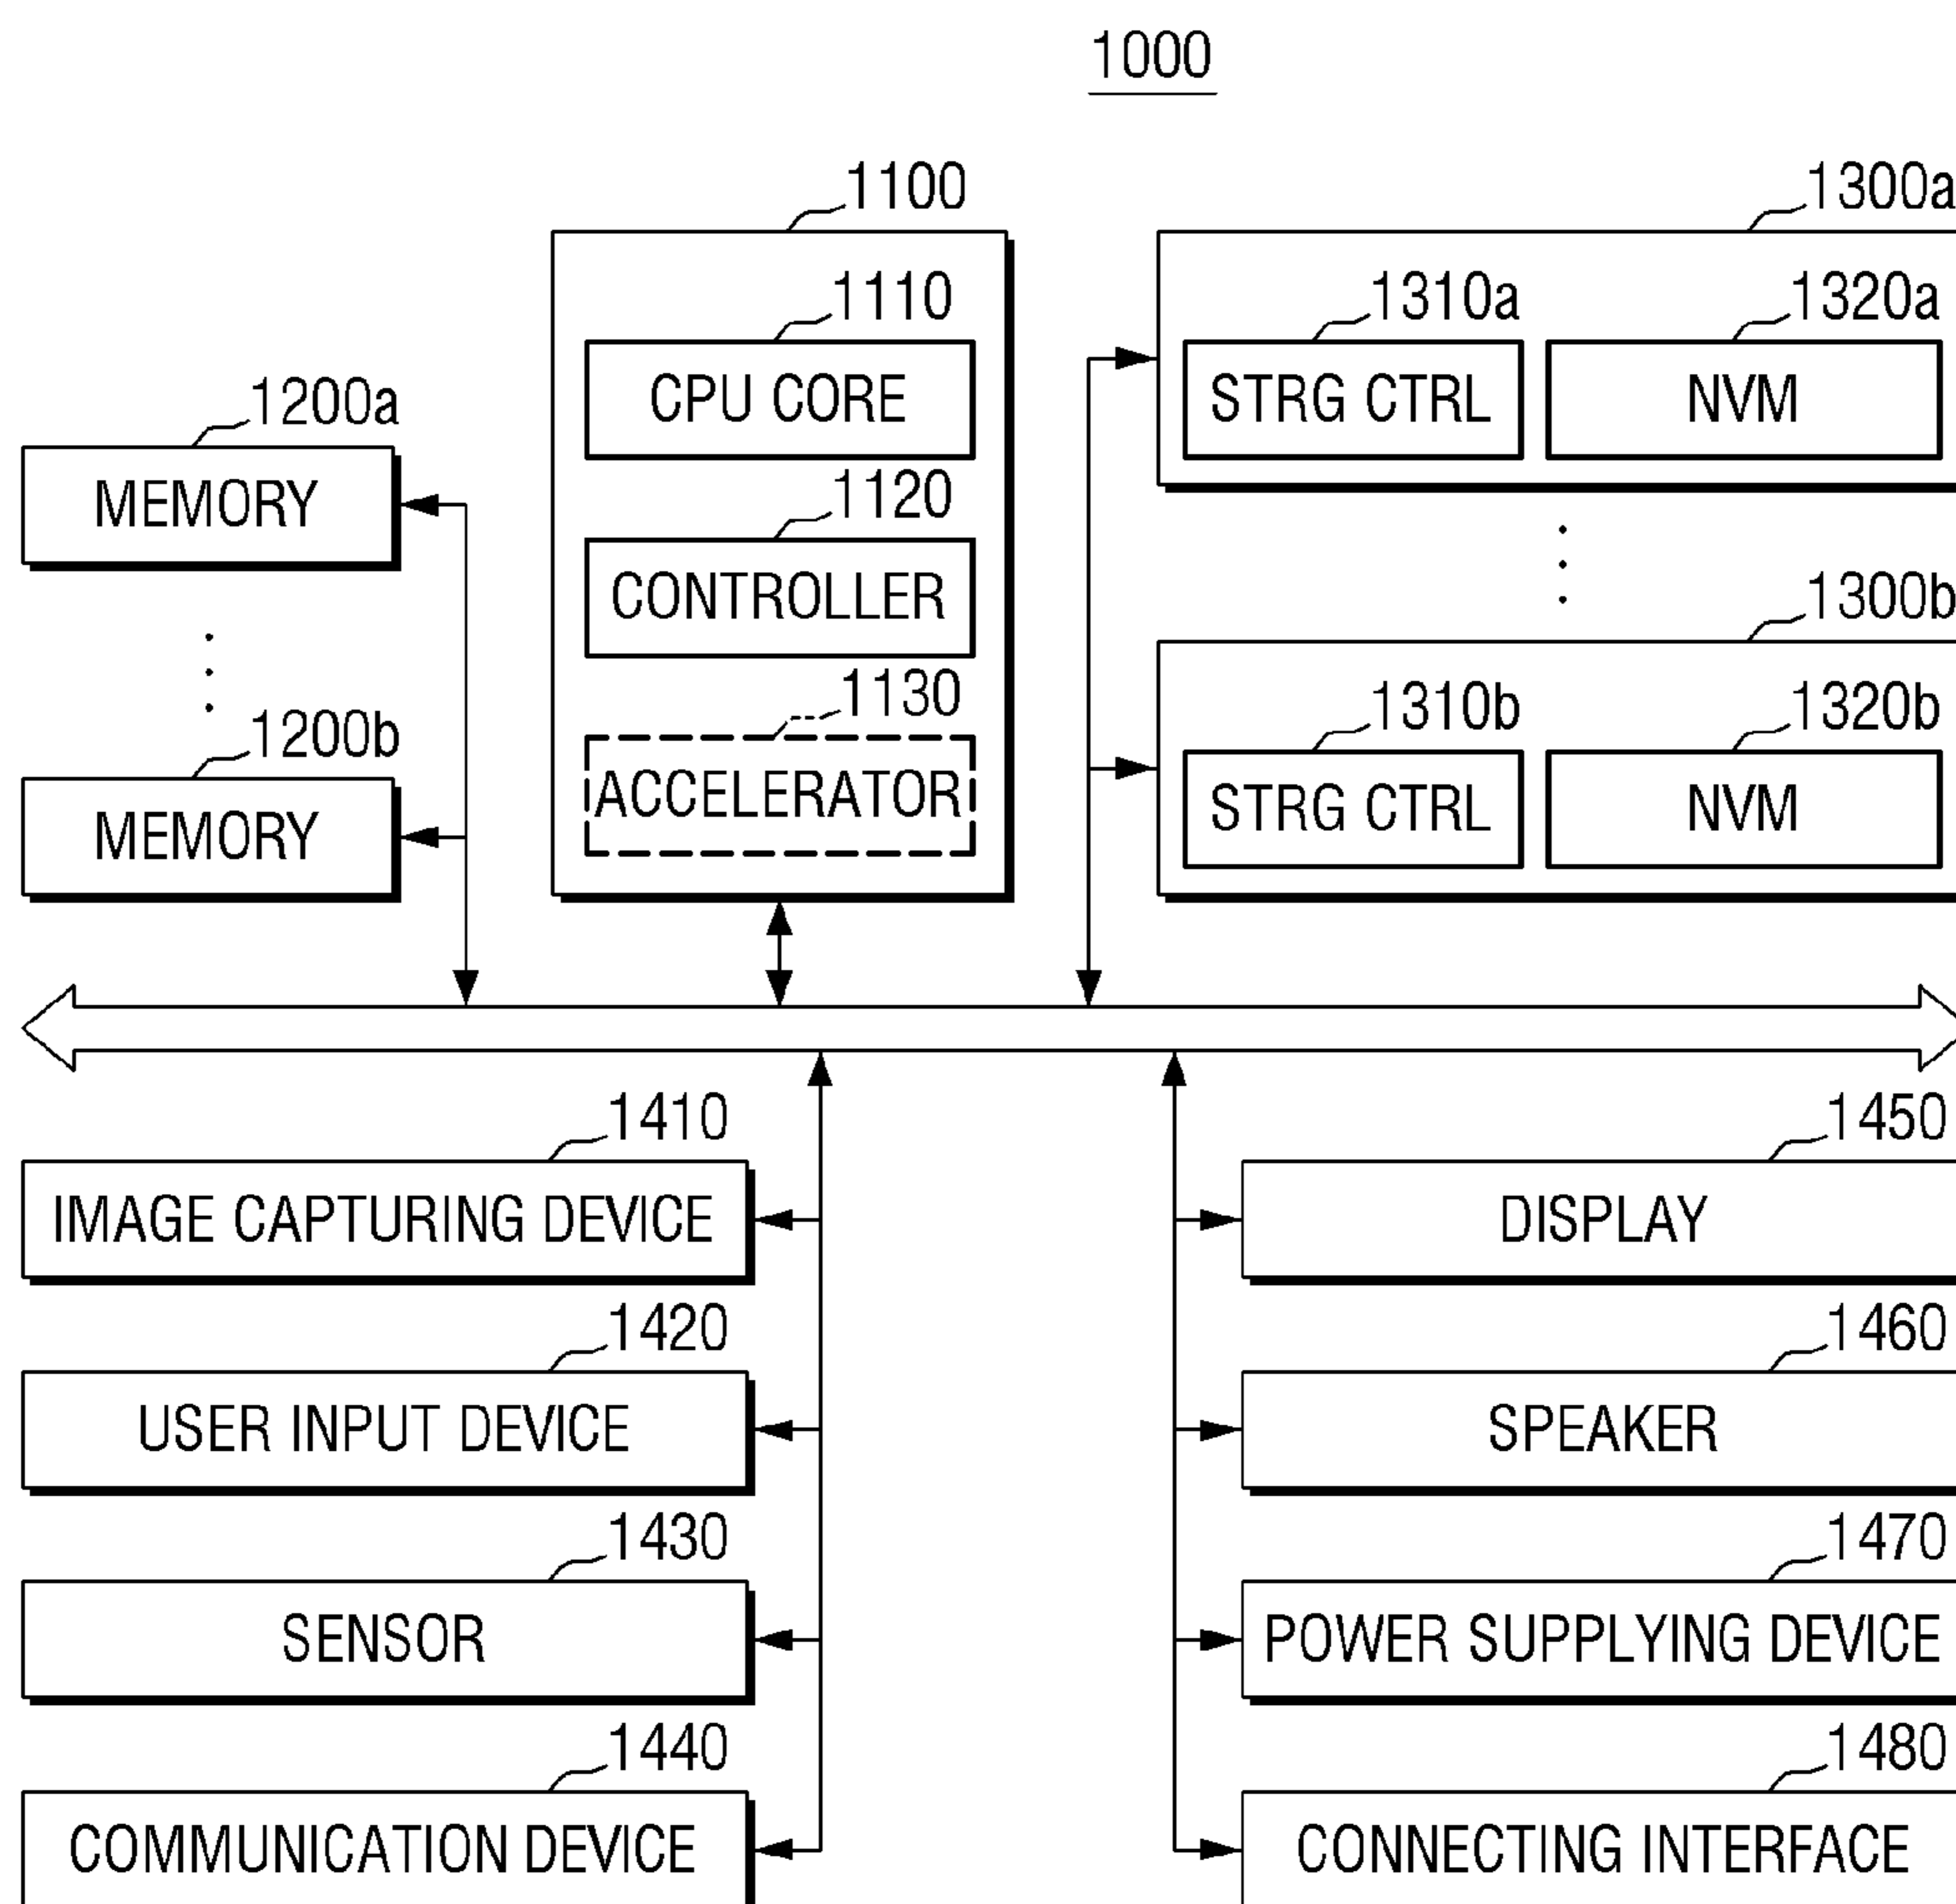 1000
1100
1110
CPU CORE
1120
CONTROLLER
1130
ACCELERATOR
1200a
MEMORY
1200b
MEMORY
1300a
1310a
STRG CTRL
1320a
NVM
1300b
1310b
STRG CTRL
1320b
NVM
1410
IMAGE CAPTURING DEVICE
1420
USER INPUT DEVICE
1430
SENSOR
1440
COMMUNICATION DEVICE
1450
DISPLAY
1460
SPEAKER
1470
POWER SUPPLYING DEVICE
1480
CONNECTING INTERFACE